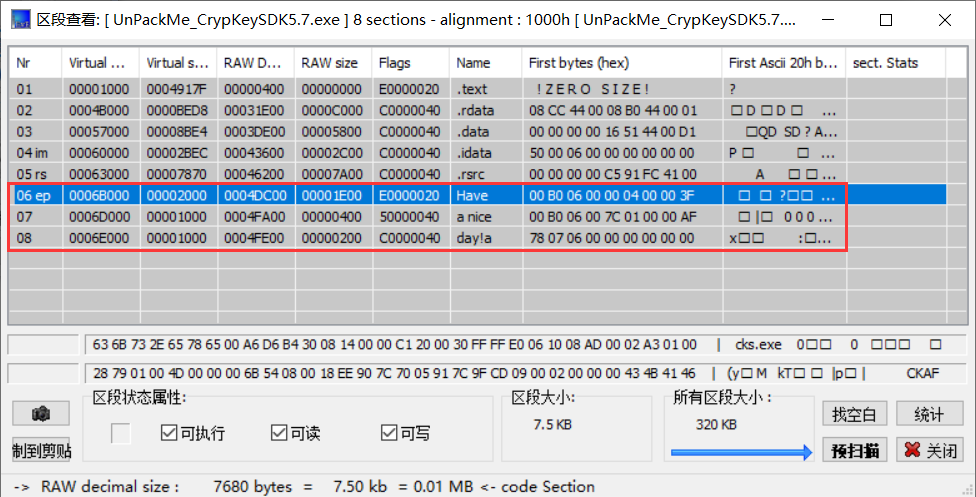 区段查看: [ UnPackMe_CrypKeySDK5.7.exe ] 8 sections - alignment : 1000h [ UnPackMe_CrypKeySDK5.7....
Nr Virtual ... Virtual s... RAW D... RAW size Flags Name First bytes (hex) First Ascii 20h b... sect. Stats
01 00001000 0004917F 00000400 00000000 E0000020 .text ! Z E R O S I Z E ! ?
02 0004B000 0000BED8 00031E00 0000C000 C0000040 .rdata 08 CC 44 00 08 B0 44 00 01 □D □D □ ...
03 00057000 00008BE4 0003DE00 00005800 C0000040 .data 00 00 00 00 16 51 44 00 D1 □QD SD ? A...
04 im 00060000 00002BEC 00043600 00002C00 C0000040 .idata 50 00 06 00 00 00 00 00 00 P □ □ ...
05 rs 00063000 00007870 00046200 00007A00 C0000040 .rsrc 00 00 00 00 C5 91 FC 41 00 A □□ ...
06 ep 0006B000 00002000 0004DC00 00001E00 E0000020 Have 00 B0 06 00 00 04 00 00 3F □ □ ?□□ ...
07 0006D000 00001000 0004FA00 00000400 50000040 a nice 00 B0 06 00 7C 01 00 00 AF □ |□ 0 0 0 ...
08 0006E000 00001000 0004FE00 00000200 C0000040 day!a 78 07 06 00 00 00 00 00 00 x□□ :□...
63 6B 73 2E 65 78 65 00 A6 D6 B4 30 08 14 00 00 C1 20 00 30 FF FF E0 06 10 08 AD 00 02 A3 01 00 | cks.exe 0□□ 0 □□□ □
28 79 01 00 4D 00 00 00 6B 54 08 00 18 EE 90 7C 70 05 91 7C 9F CD 09 00 02 00 00 00 43 4B 41 46 | (y□ M kT□ □ |p□ | CKAF
区段状态属性:
可执行 可读 可写
区段大小:
7.5 KB
所有区段大小 :
320 KB
找空白 统计
制到剪贴
预扫描 关闭
-> RAW decimal size : 7680 bytes = 7.50 kb = 0.01 MB <- code Section